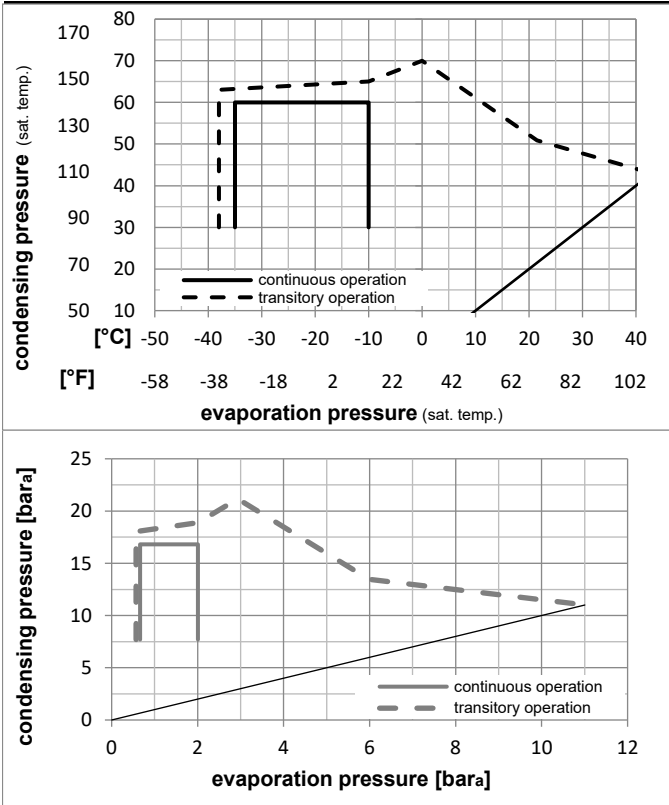 condensing pressure (sat. temp.)
170 80
70
150 60
130 50
110 40
90 30
70 20
50 10
continuous operation
transitory operation
[°C] -50 -40 -30 -20 -10 0 10 20 30 40
[°F] -58 -38 -18 2 22 42 62 82 102
evaporation pressure (sat. temp.)
condensing pressure [bara]
25
20
15
10
5
0
continuous operation
transitory operation
0 2 4 6 8 10 12
evaporation pressure [bara]